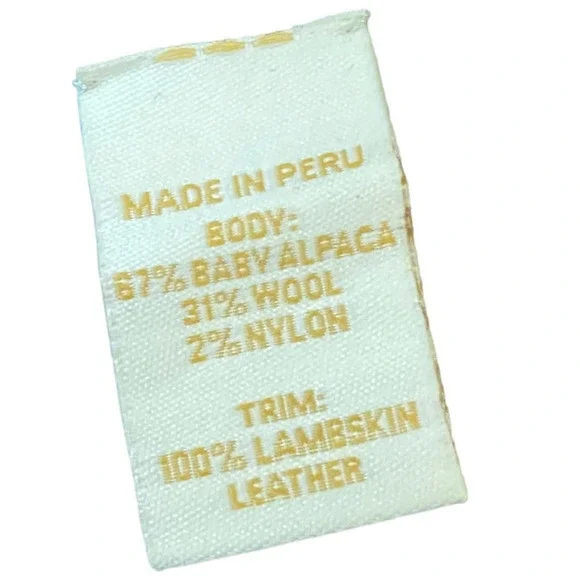 MADE IN PERU
BODY:
67% BABY ALPACA
31% WOOL
2% NYLON
TRIM:
100% LAMBSKIN
LEATHER